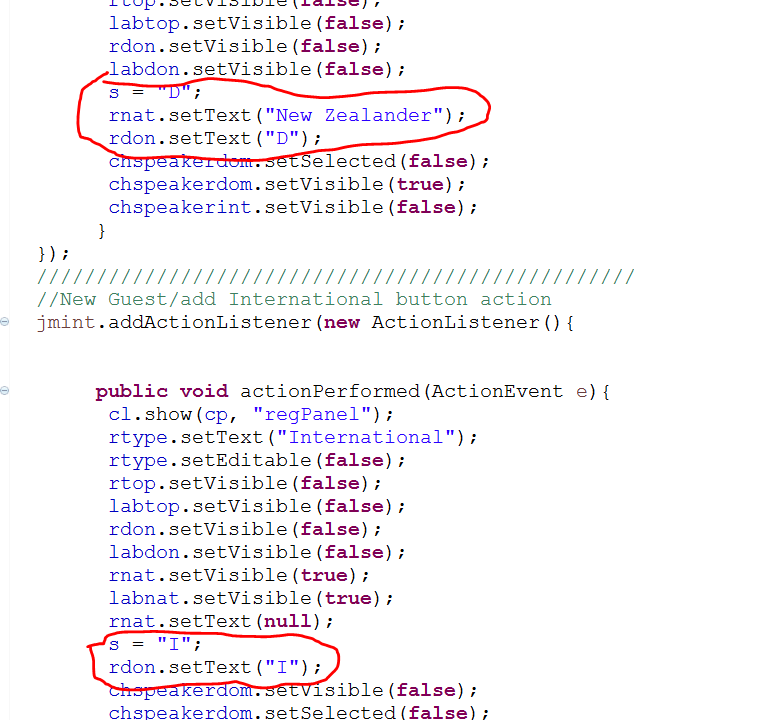 rtop.setVisible(false);
labtop.setVisible(false);
rdon.setVisible(false);
labdon.setVisible(false);
s = "D";
rnat.setText("New Zealander");
rdon.setText("D");
chspeakerdom.setSelected(false);
chspeakerdom.setVisible(true);
chspeakerint.setVisible(false);
}
});
//////////////////////////////////////////////////
//New Guest/add International button action
jmint.addActionListener(new ActionListener(){
public void actionPerformed(ActionEvent e){
cl.show(cp, "regPanel");
rtype.setText("International");
rtype.setEditable(false);
rtop.setVisible(false);
labtop.setVisible(false);
rdon.setVisible(false);
labdon.setVisible(false);
rnat.setVisible(true);
labnat.setVisible(true);
rnat.setText(null);
s = "I";
rdon.setText("I");
chspeakerdom.setVisible(false);
chspeakerdom.setSelected(false);